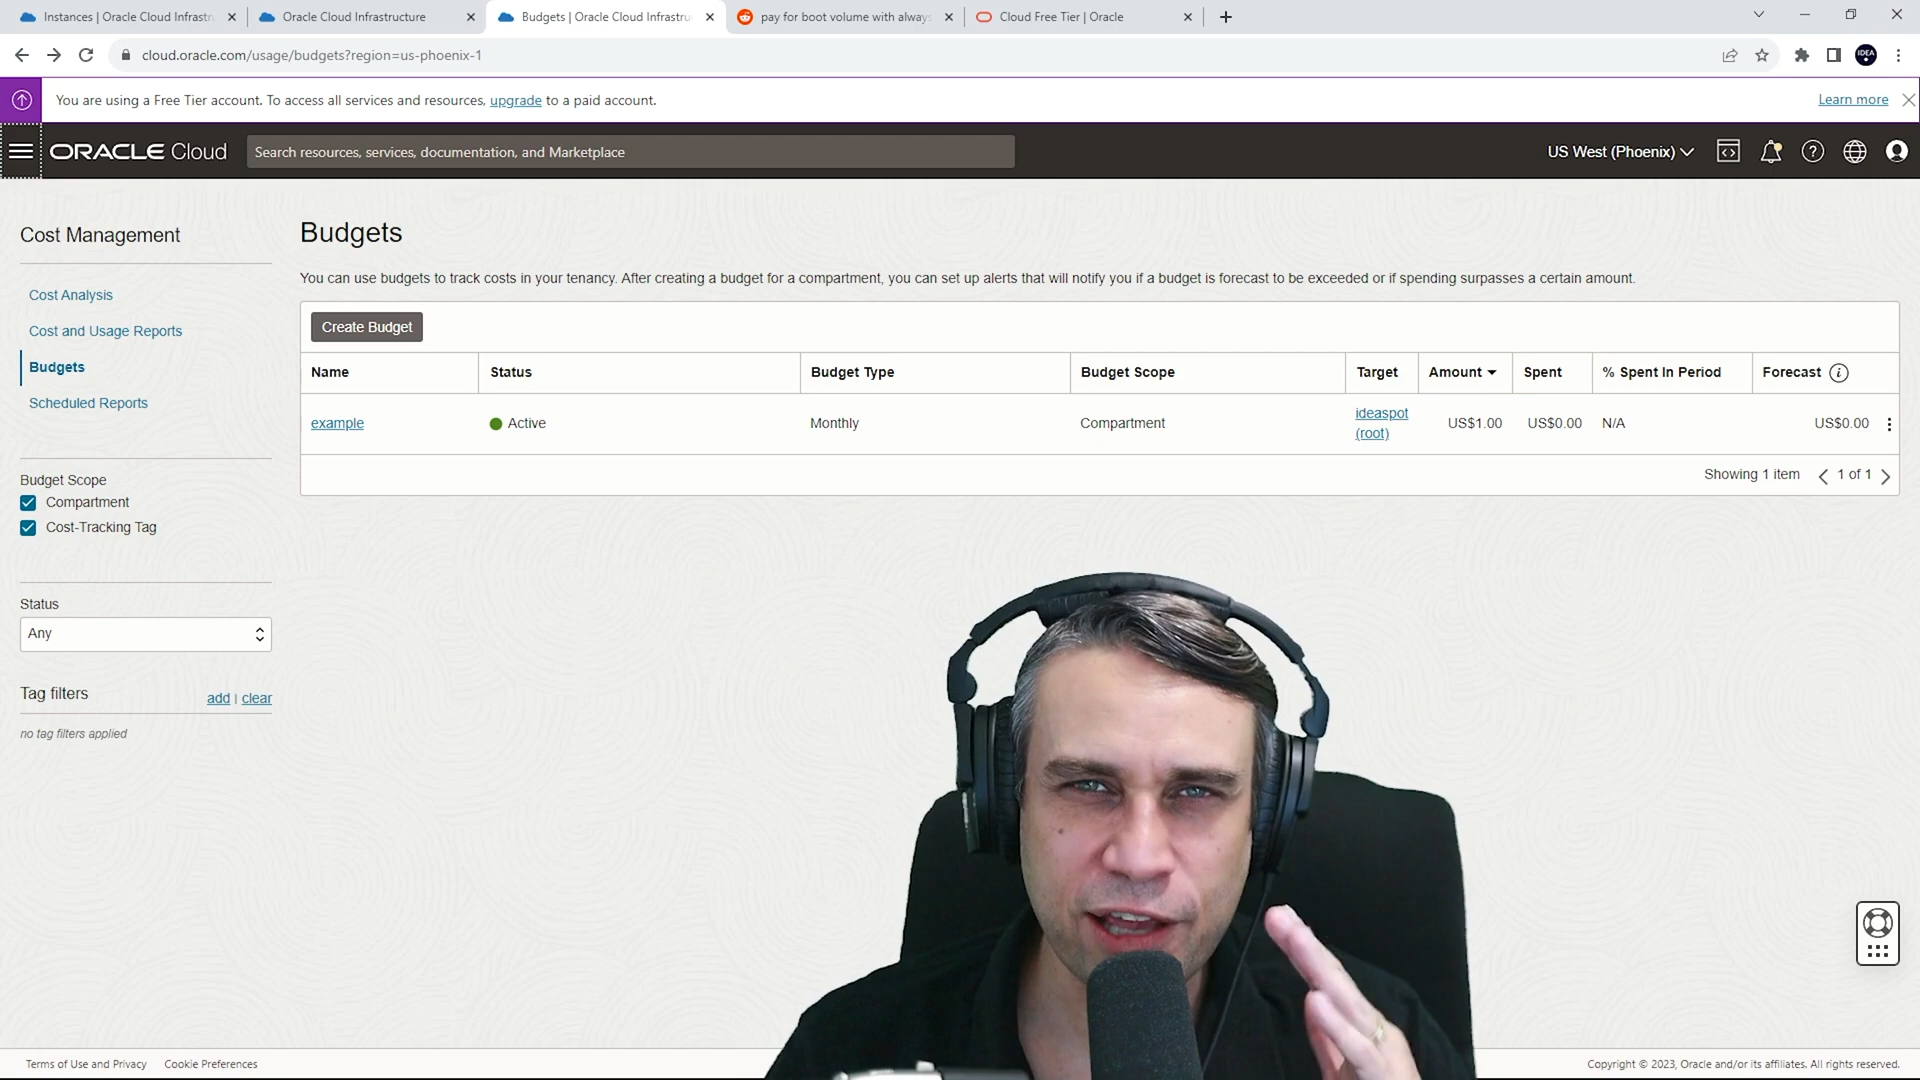 Instances | Oracle Cloud Infrastr
Oracle Cloud Infrastructure
Budgets | Oracle Cloud Infrastru
pay for boot volume with always
Cloud Free Tier | Oracle
cloud.oracle.com/usage/budgets?region=us-phoenix-1
IDEA
You are using a Free Tier account. To access all services and resources, upgrade to a paid account.
Learn more
ORACLE Cloud
Search resources, services, documentation, and Marketplace
US West (Phoenix)
Cost Management
Cost Analysis
Cost and Usage Reports
Budgets
Scheduled Reports
Budget Scope
Compartment
Cost-Tracking Tag
Status
Any
Tag filters
add | clear
no tag filters applied
Budgets
You can use budgets to track costs in your tenancy. After creating a budget for a compartment, you can set up alerts that will notify you if a budget is forecast to be exceeded or if spending surpasses a certain amount.
Create Budget
Name Status Budget Type Budget Scope Target Amount Spent % Spent In Period Forecast
example Active Monthly Compartment ideaspot (root) US$1.00 US$0.00 N/A US$0.00
Showing 1 item 1 of 1
Terms of Use and Privacy Cookie Preferences
Copyright © 2023, Oracle and/or its affiliates. All rights reserved.